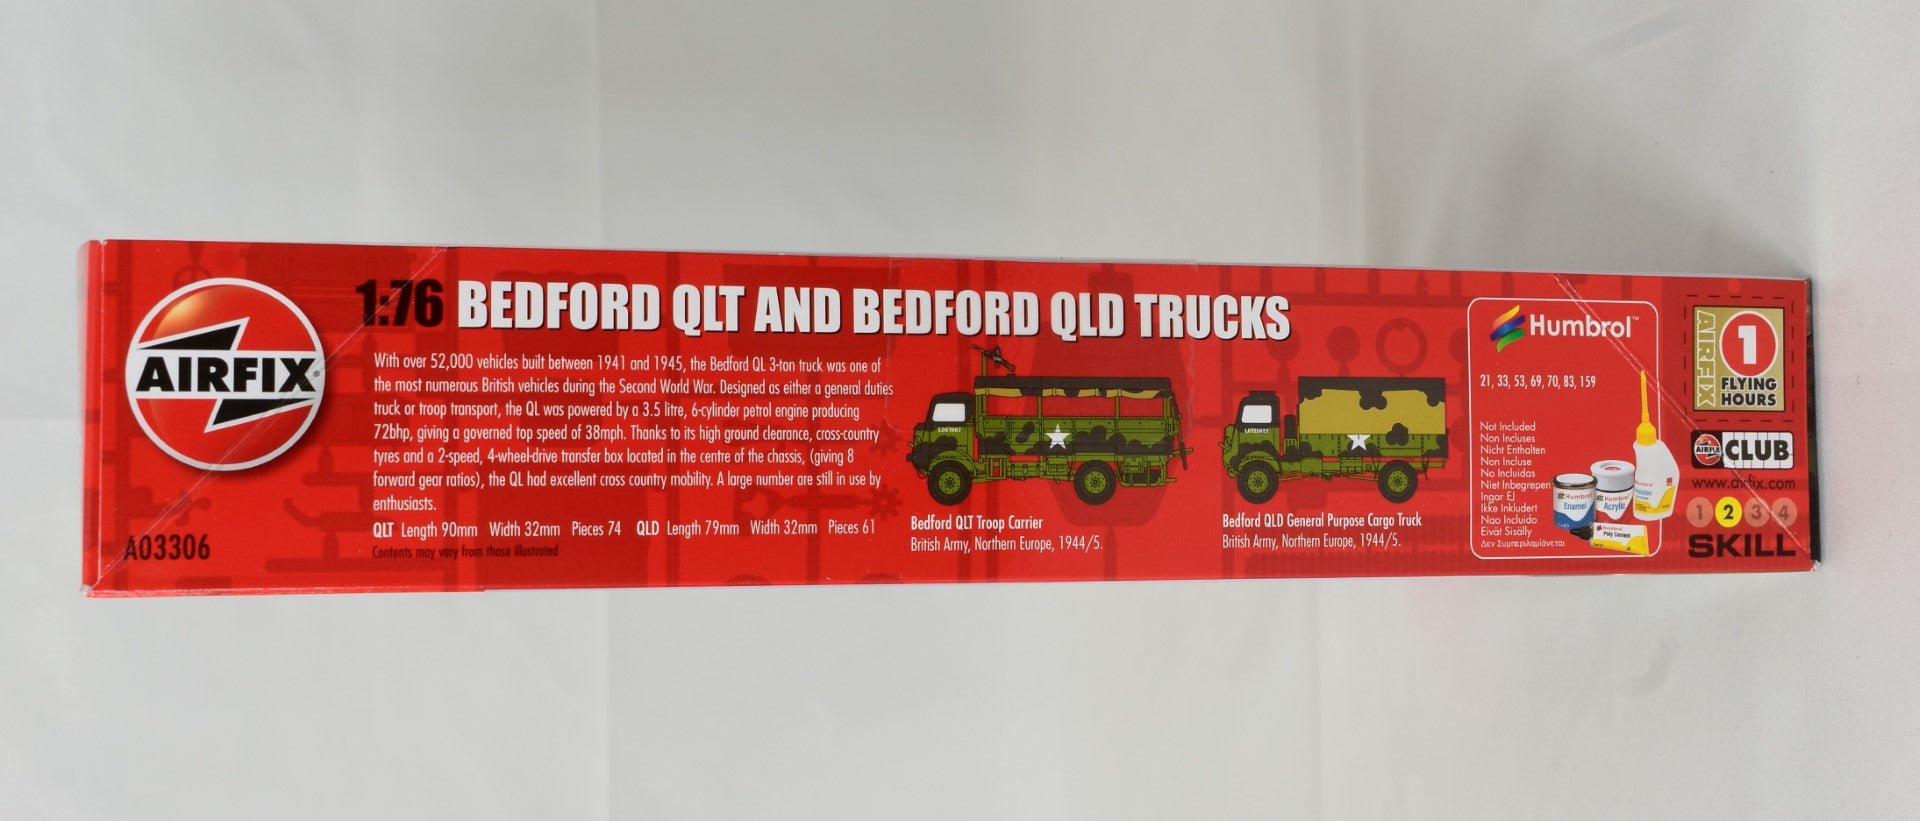 AIRFIX
A03306
1:76 BEDFORD QLT AND BEDFORD QLD TRUCKS
With over 52,000 vehicles built between 1941 and 1945, the Bedford QL 3-ton truck was one of
the most numerous British vehicles during the Second World War. Designed as either a general duties
truck or troop transport, the QL was powered by a 3.5 litre, 6-cylinder petrol engine producing
72bhp, giving a governed top speed of 38mph. Thanks to its high ground clearance, cross-country
tyres and a 2-speed, 4-wheel-drive transfer box located in the centre of the chassis, (giving 8
forward gear ratios), the QL had excellent cross country mobility. A large number are still in use by
enthusiasts.
QLT Length 90mm Width 32mm Pieces 74 QLD Length 79mm Width 32mm Pieces 61
Contents may vary from those illustrated
Bedford QLT Troop Carrier
British Army, Northern Europe, 1944/5.
Bedford QLD General Purpose Cargo Truck
British Army, Northern Europe, 1944/5.
Humbrol™
21, 33, 53, 69, 70, 83, 159
Not Included
Non Incluses
Nicht Enthalten
Non Incluse
No Incluidas
Niet Inbegrepen
Ingar EJ
Ikke Inkludert
Nao Incluido
Eivät Sisälly
Δεν Συμπεριλαμβάνεται
Humbrol
Enamel
Humbrol
Acrylic
Humbrol
Humbrol
Poly Cement
AIRFIX
1
FLYING
HOURS
AIRFIX CLUB
www.airfix.com
1 2 3 4
SKILL